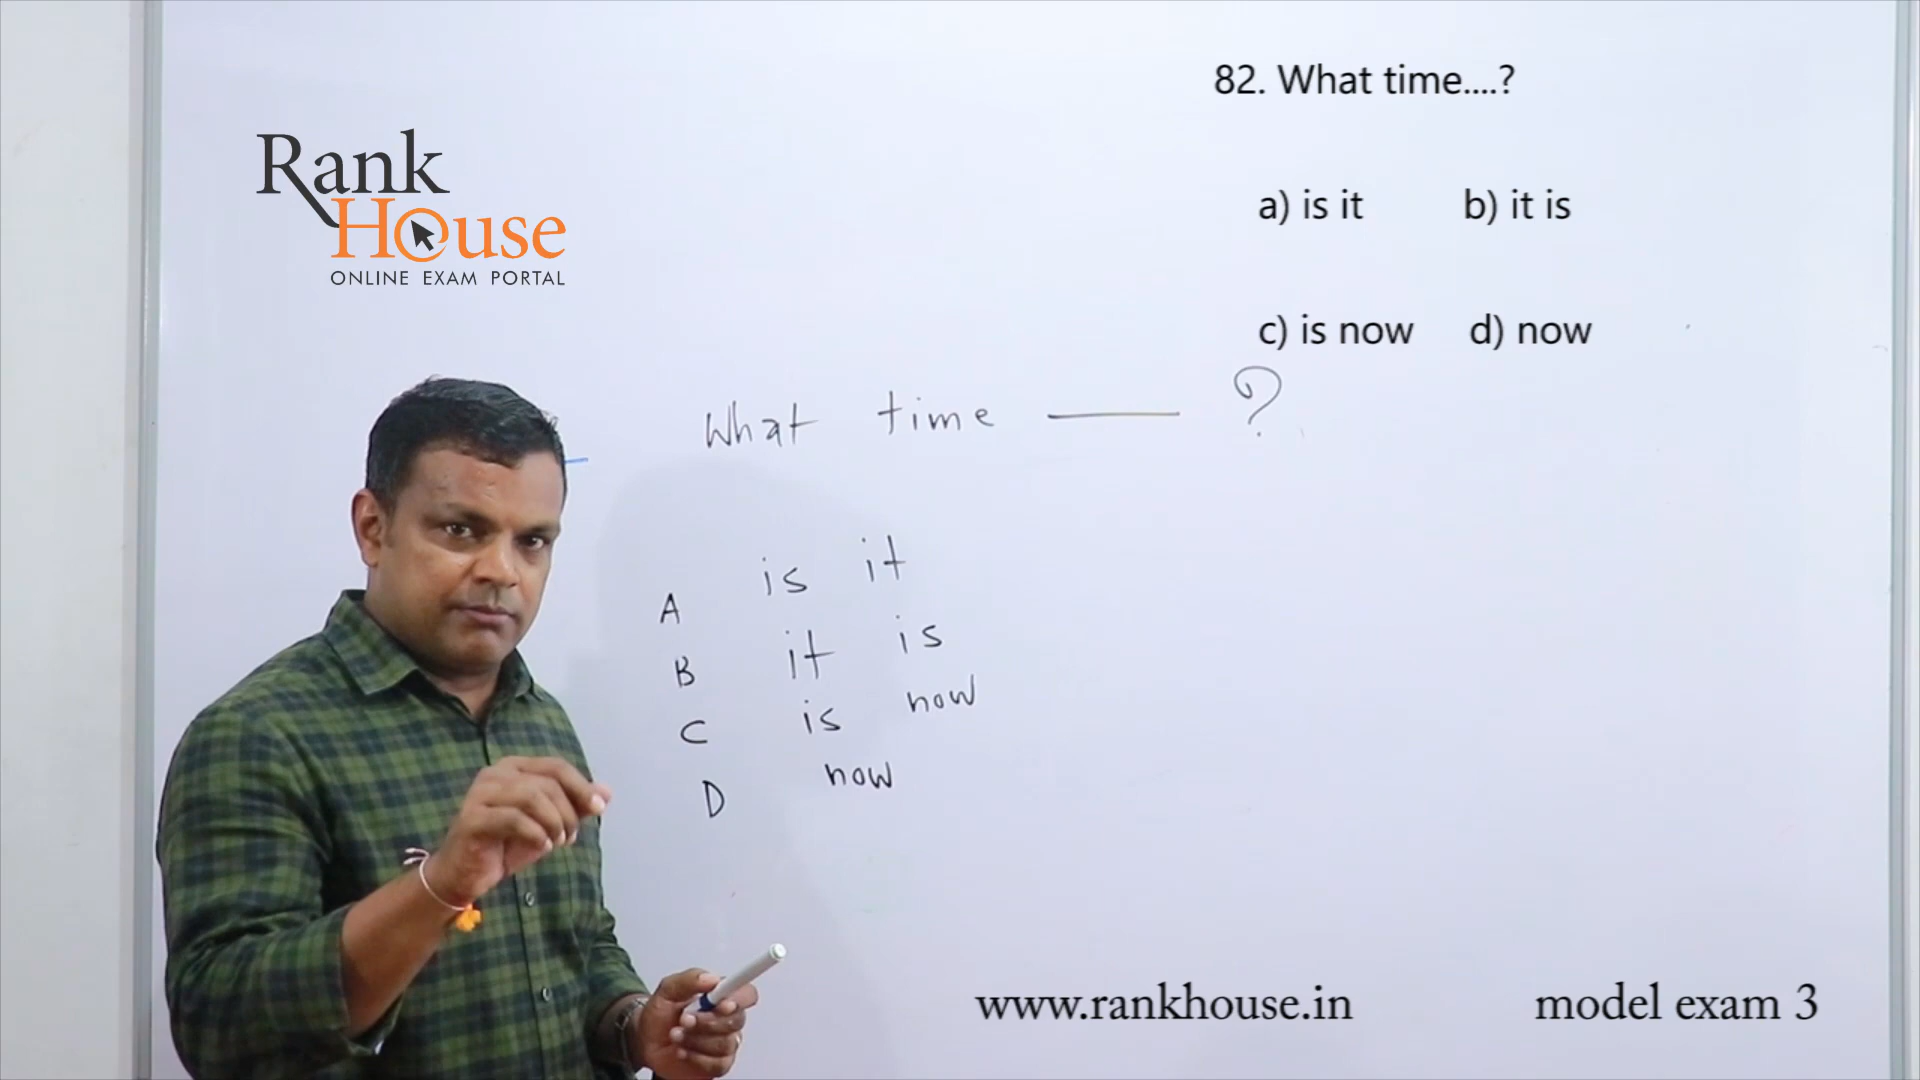 82. What time....?
Rank
House
ONLINE EXAM PORTAL
a) is it b) it is
c) is now d) now
What time —— ?
A is it
B it is
C is now
D now
www.rankhouse.in model exam 3